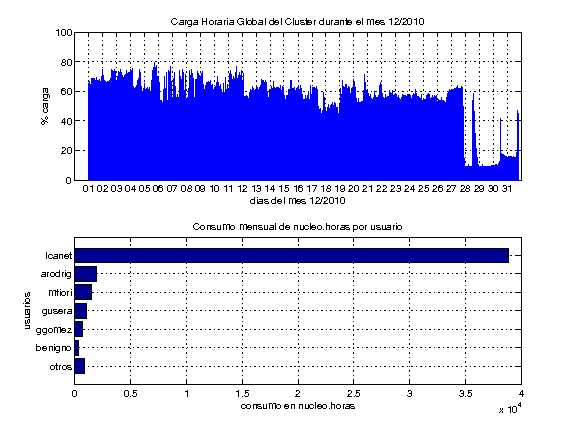 Carga Horaria Global del Cluster durante el mes 12/2010
100
80
60
40
20
0
% carga
01 02 03 04 05 06 07 08 09 10 11 12 13 14 15 16 17 18 19 20 21 22 23 24 25 26 27 28 29 30 31
dias del mes 12/2010
Consumo mensual de nucleo.horas por usuario
lcanet
arodrig
mfiori
gusera
ggomez
benigno
otros
usuarios
0 0.5 1 1.5 2 2.5 3 3.5 4
x 10^4
consumo en nucleo.horas